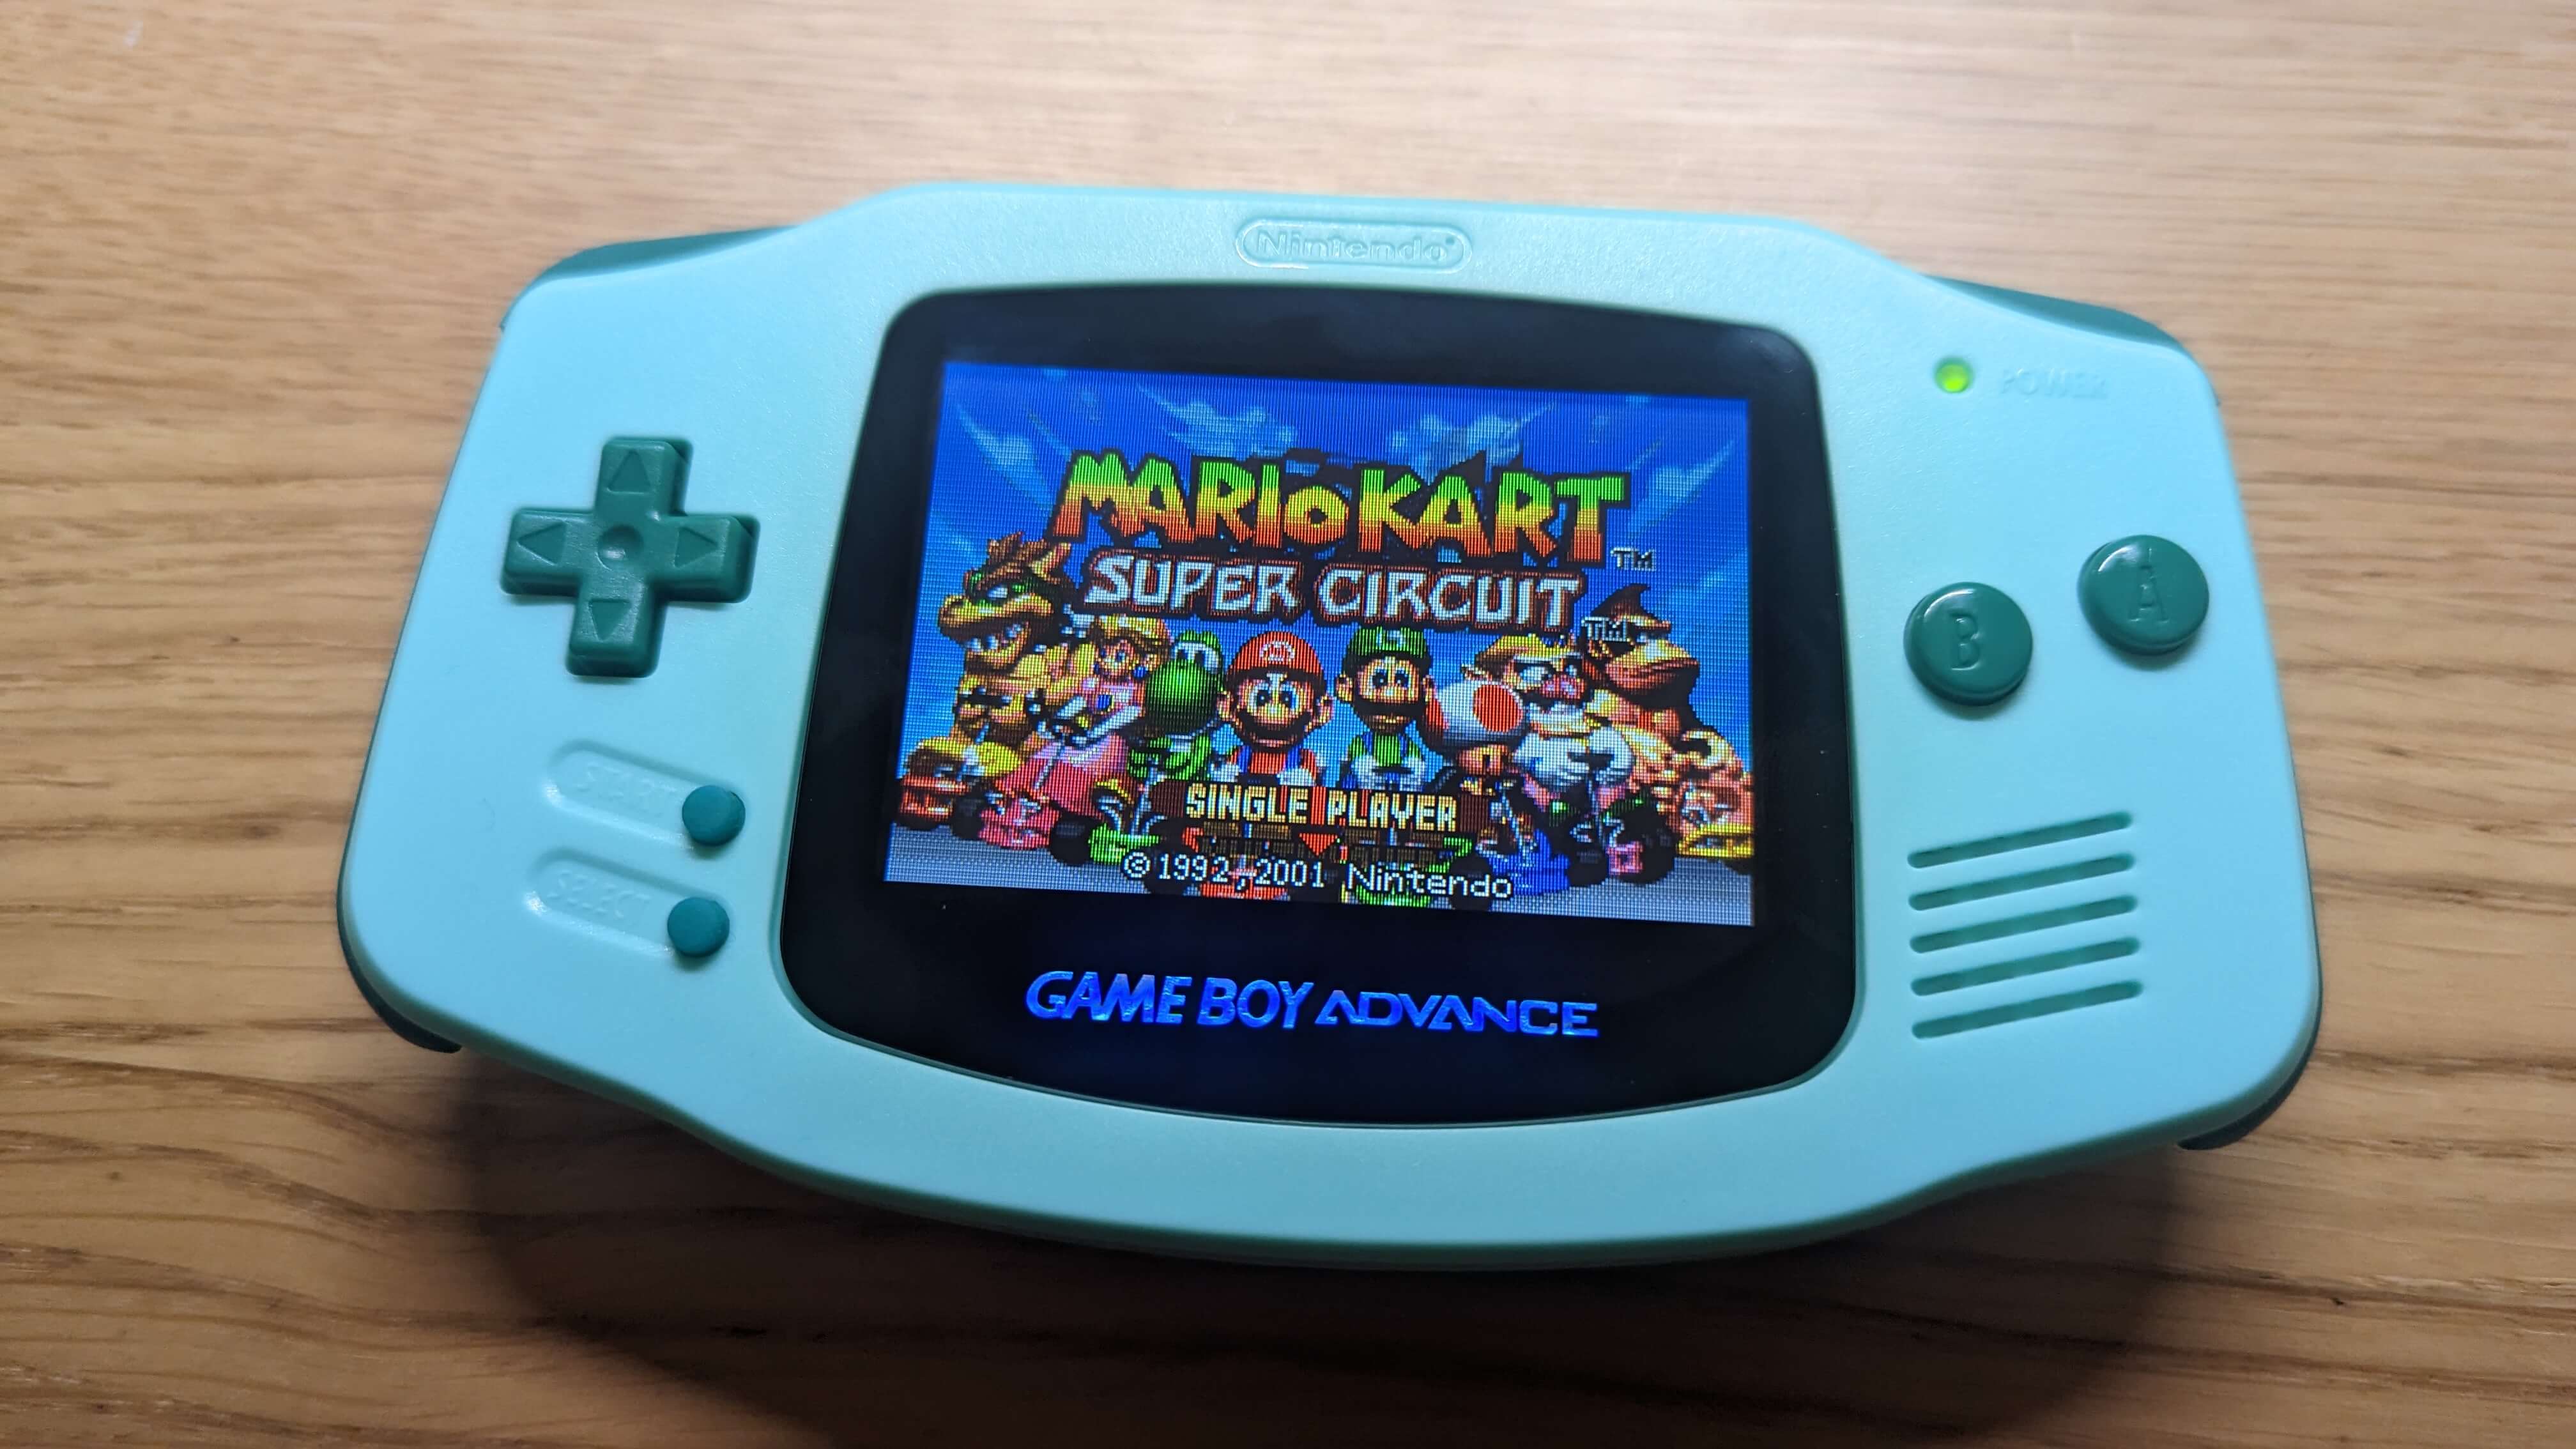 Nintendo®
POWER
MARIO KART ™
SUPER CIRCUIT ™
B
A
START
SELECT
SINGLE PLAYER
©1992,2001 Nintendo
GAME BOY ADVANCE